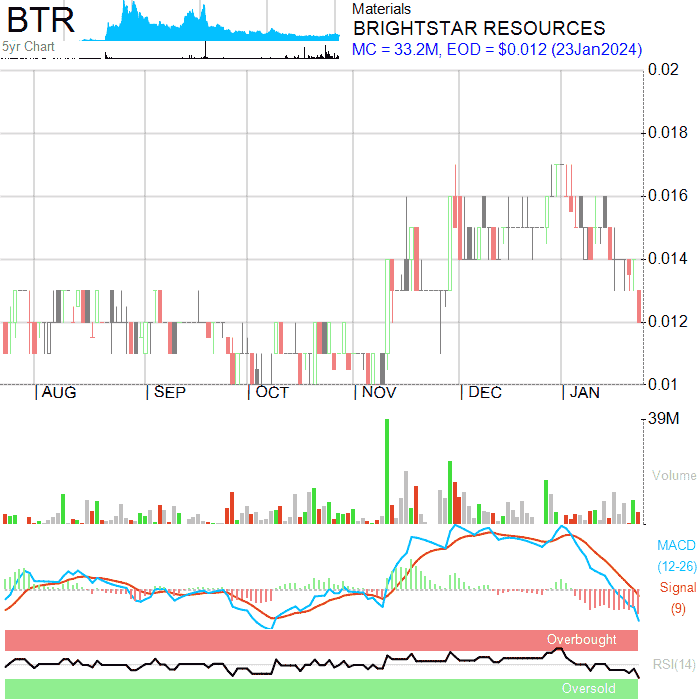 BTR
5yr Chart
Materials
BRIGHTSTAR RESOURCES
MC = 33.2M, EOD = $0.012 (23Jan2024)
0.02
0.018
0.016
0.014
0.012
0.01
AUG SEP OCT NOV DEC JAN
39M
Volume
MACD
(12-26)
Signal
(9)
Overbought
RSI(14)
Oversold